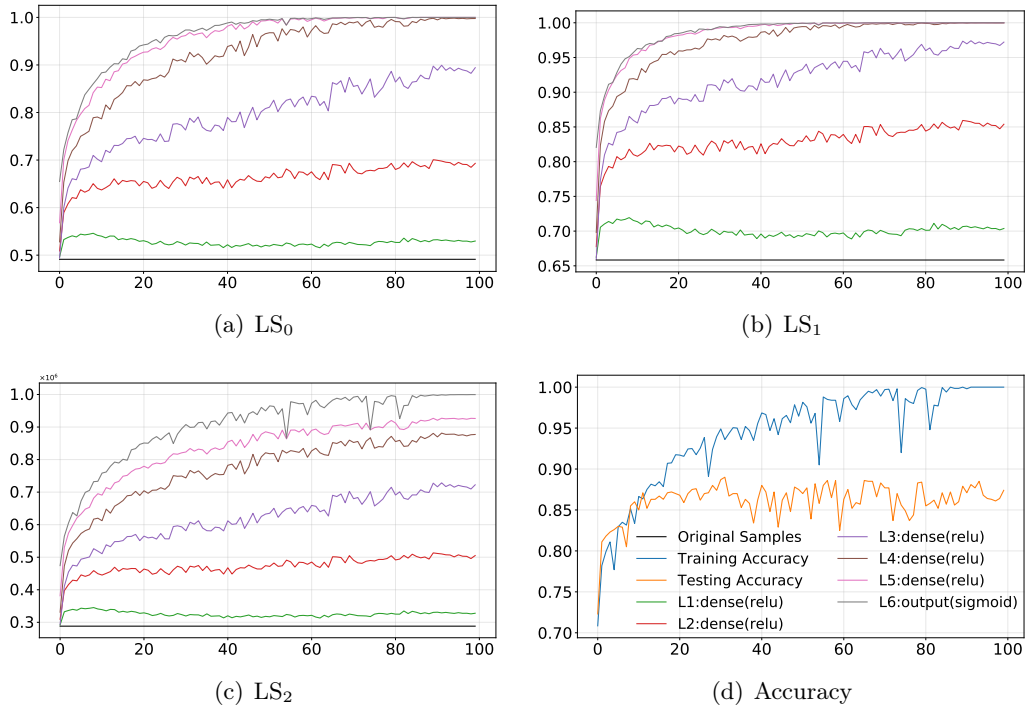 1.0
0.9
0.8
0.7
0.6
0.5
0 20 40 60 80 100
(a) LS₀
1.00
0.95
0.90
0.85
0.80
0.75
0.70
0.65
0 20 40 60 80 100
(b) LS₁
×10⁶
1.0
0.9
0.8
0.7
0.6
0.5
0.4
0.3
0 20 40 60 80 100
(c) LS₂
1.00
0.95
0.90
0.85
0.80
0.75
0.70
Original Samples
Training Accuracy
Testing Accuracy
L1:dense(relu)
L2:dense(relu)
L3:dense(relu)
L4:dense(relu)
L5:dense(relu)
L6:output(sigmoid)
0 20 40 60 80 100
(d) Accuracy